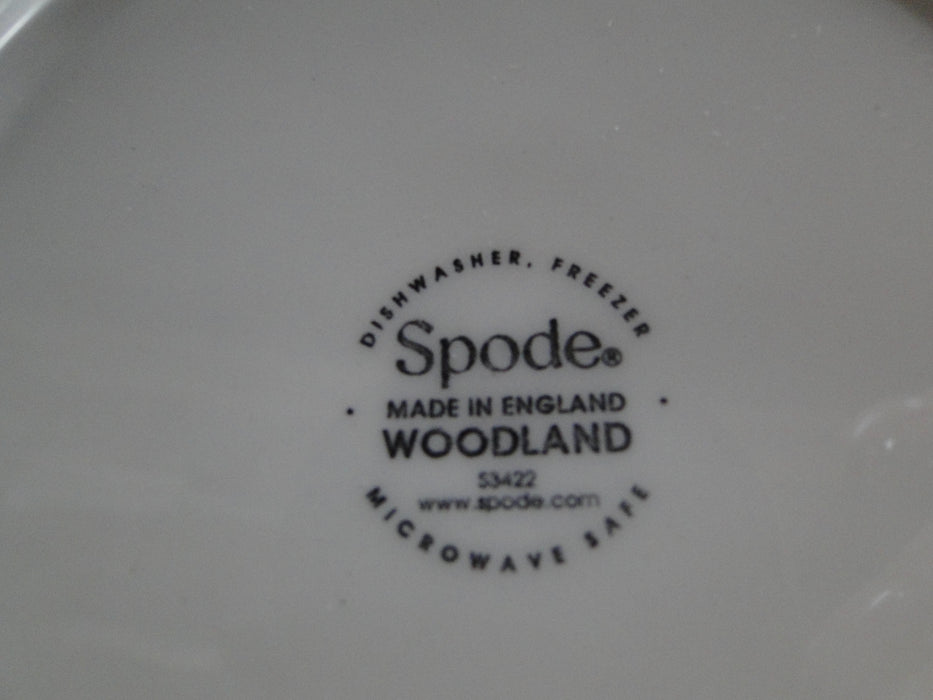 DISHWASHER, FREEZER
Spode®
• MADE IN ENGLAND •
WOODLAND
S3422
www.spode.com
MICROWAVE SAFE